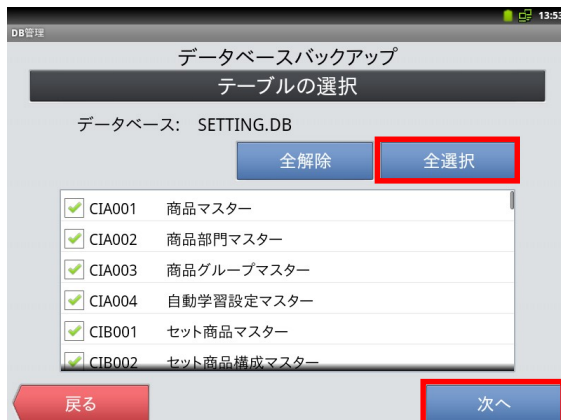 13:53
DB管理
データベースバックアップ
テーブルの選択
データベース: SETTING.DB
全解除 全選択
CIA001 商品マスター
CIA002 商品部門マスター
CIA003 商品グループマスター
CIA004 自動学習設定マスター
CIB001 セット商品マスター
CIB002 セット商品構成マスター
戻る 次へ